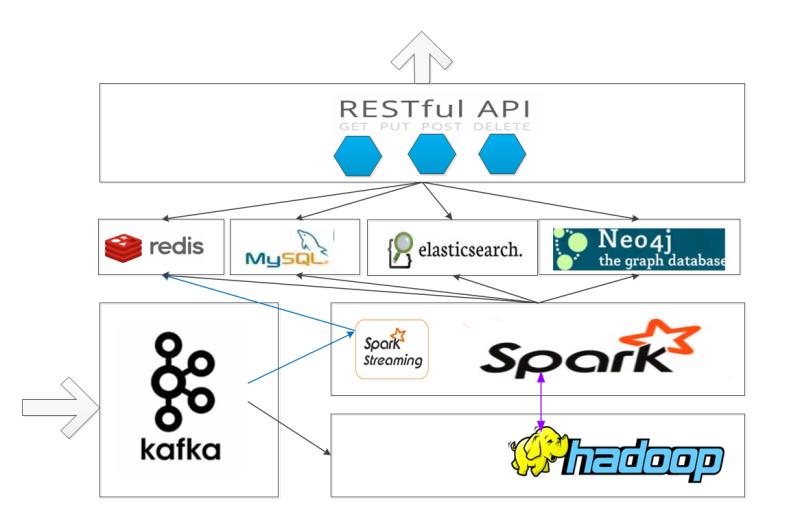 RESTful API
GET PUT POST DELETE
redis
MySQL
elasticsearch.
Neo4j
the graph database
kafka
Spark
Streaming
Spark
hadoop